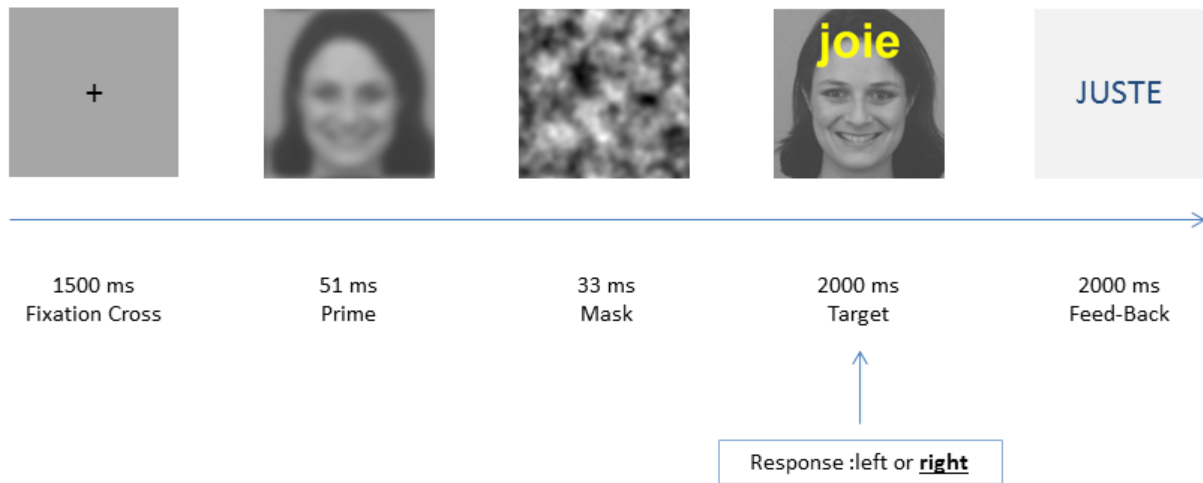 +
joie
JUSTE
1500 ms
Fixation Cross
51 ms
Prime
33 ms
Mask
2000 ms
Target
2000 ms
Feed-Back
Response :left or right